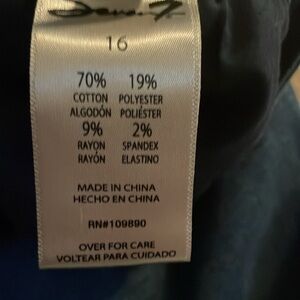 Seven7
16
70% 19%
COTTON POLYESTER
ALGODÓN POLIÉSTER
9% 2%
RAYON SPANDEX
RAYÓN ELASTINO
MADE IN CHINA
HECHO EN CHINA
RN#109890
OVER FOR CARE
VOLTEAR PARA CUIDADO